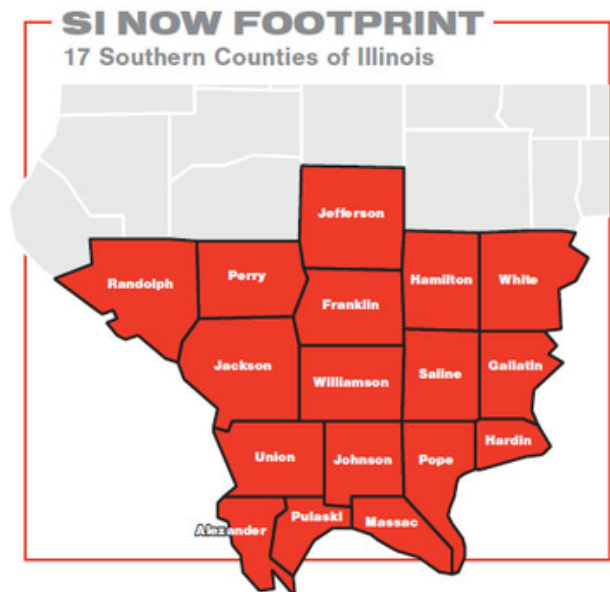 SI NOW FOOTPRINT
17 Southern Counties of Illinois
Jefferson
Randolph
Perry
Hamilton
White
Franklin
Jackson
Williamson
Saline
Gallatin
Union
Johnson
Pope
Hardin
Alexander
Pulaski
Massac